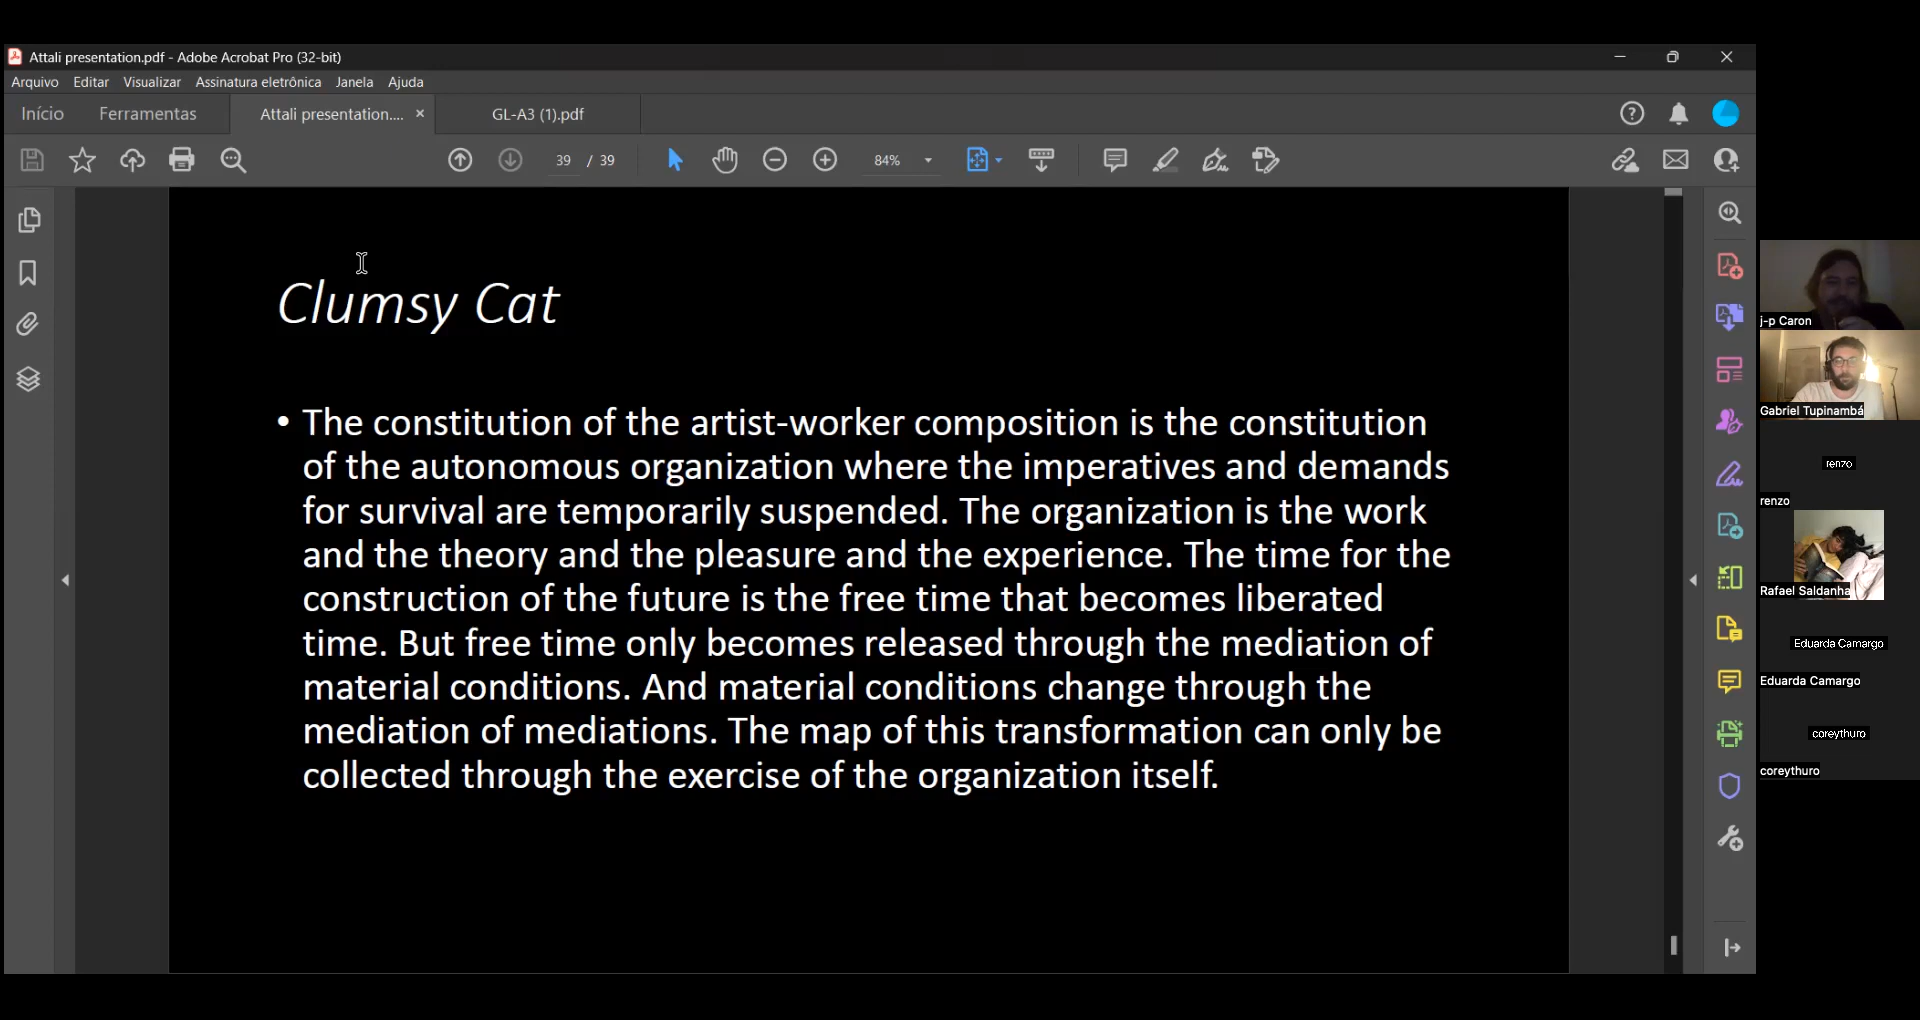 Attali presentation.pdf - Adobe Acrobat Pro (32-bit)
Arquivo Editar Visualizar Assinatura eletrônica Janela Ajuda
Início Ferramentas Attali presentation.... × GL-A3 (1).pdf
39 / 39 84%
Clumsy Cat
• The constitution of the artist-worker composition is the constitution
of the autonomous organization where the imperatives and demands
for survival are temporarily suspended. The organization is the work
and the theory and the pleasure and the experience. The time for the
construction of the future is the free time that becomes liberated
time. But free time only becomes released through the mediation of
material conditions. And material conditions change through the
mediation of mediations. The map of this transformation can only be
collected through the exercise of the organization itself.
j-p Caron
Gabriel Tupinambá
renzo
renzo
Rafael Saldanha
Eduarda Camargo
Eduarda Camargo
coreythuro
coreythuro